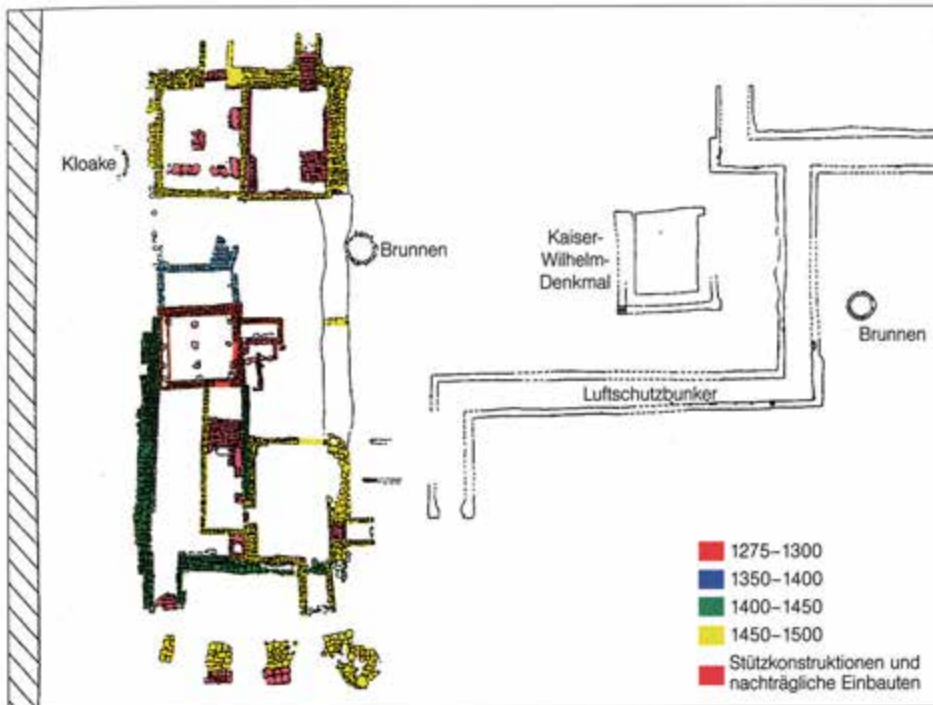 Kloake
Brunnen
Kaiser-
Wilhelm-
Denkmal
Brunnen
Luftschutzbunker
1275–1300
1350–1400
1400–1450
1450–1500
Stützkonstruktionen und
nachträgliche Einbauten